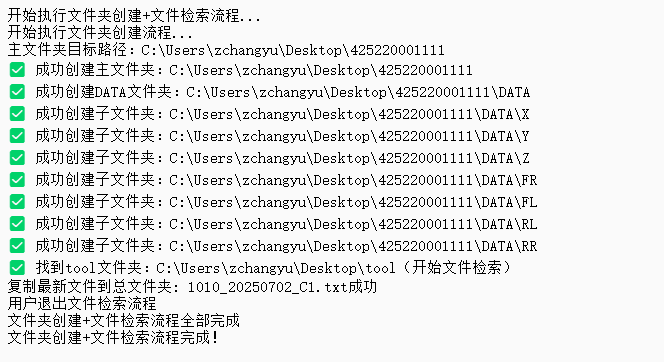 开始执行文件夹创建+文件检索流程...
开始执行文件夹创建流程...
主文件夹目标路径: C:\Users\zchangyu\Desktop\425220001111
✅ 成功创建主文件夹: C:\Users\zchangyu\Desktop\425220001111
✅ 成功创建DATA文件夹: C:\Users\zchangyu\Desktop\425220001111\DATA
✅ 成功创建子文件夹: C:\Users\zchangyu\Desktop\425220001111\DATA\X
✅ 成功创建子文件夹: C:\Users\zchangyu\Desktop\425220001111\DATA\Y
✅ 成功创建子文件夹: C:\Users\zchangyu\Desktop\425220001111\DATA\Z
✅ 成功创建子文件夹: C:\Users\zchangyu\Desktop\425220001111\DATA\FR
✅ 成功创建子文件夹: C:\Users\zchangyu\Desktop\425220001111\DATA\FL
✅ 成功创建子文件夹: C:\Users\zchangyu\Desktop\425220001111\DATA\RL
✅ 成功创建子文件夹: C:\Users\zchangyu\Desktop\425220001111\DATA\RR
✅ 找到tool文件夹: C:\Users\zchangyu\Desktop\tool（开始文件检索）
复制最新文件到总文件夹: 1010_20250702_C1.txt成功
用户退出文件检索流程
文件夹创建+文件检索流程全部完成
文件夹创建+文件检索流程完成!